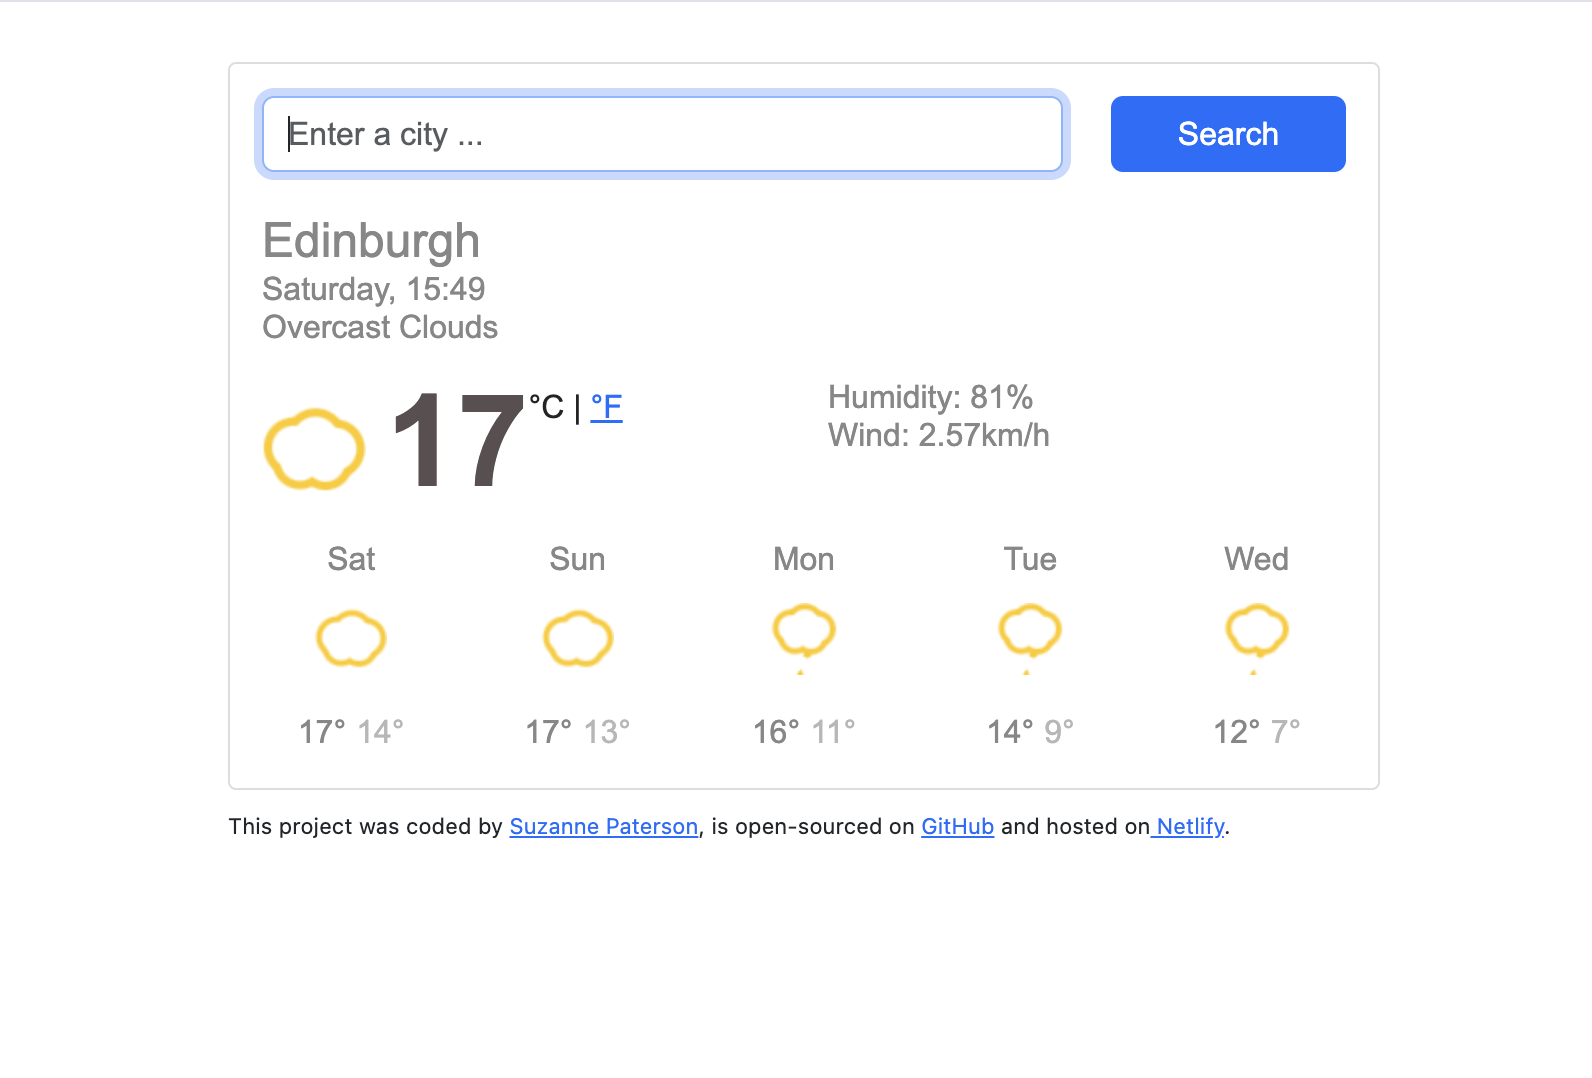 Enter a city ...
Search
Edinburgh
Saturday, 15:49
Overcast Clouds
17 °C | °F
Humidity: 81%
Wind: 2.57km/h
Sat Sun Mon Tue Wed
17° 14° 17° 13° 16° 11° 14° 9° 12° 7°
This project was coded by Suzanne Paterson, is open-sourced on GitHub and hosted on Netlify.